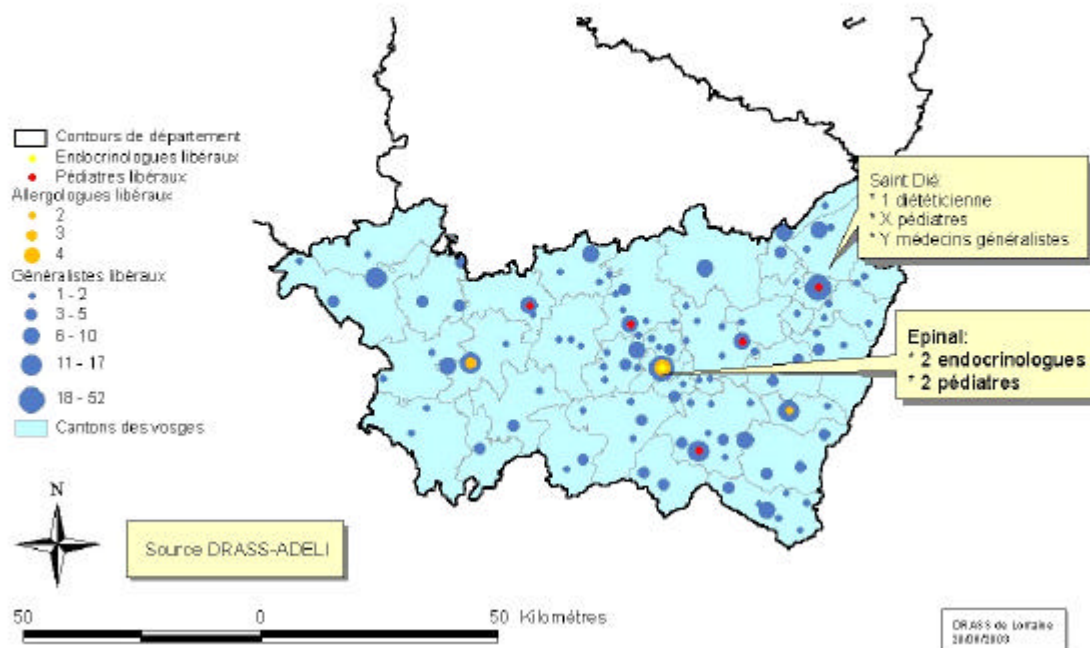 Contours de département
Endocrinologues libéraux
Pédiatres libéraux
Allergologues libéraux
2
3
4
Généralistes libéraux
1 - 2
3 - 5
6 - 10
11 - 17
18 - 52
Cantons des vosges
Saint Dié:
* 1 diététicienne
* X pédiatres
* Y médecins généralistes
Epinal:
* 2 endocrinologues
* 2 pédiatres
N
Source DRASS-ADELI
50 0 50 Kilomètres
DRASS de Lorraine